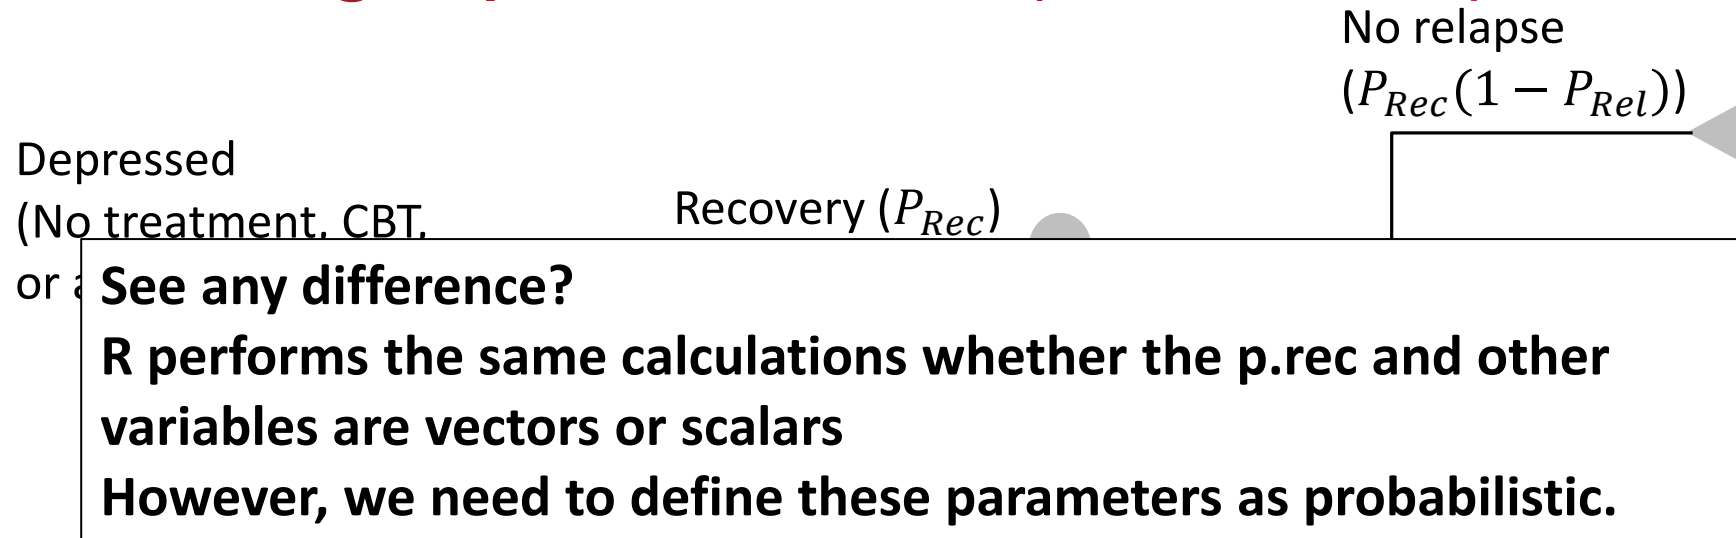 No relapse
(P_Rec(1 − P_Rel))
Depressed
(No treatment, CBT,
Recovery (P_Rec)
or
See any difference?
R performs the same calculations whether the p.rec and other
variables are vectors or scalars
However, we need to define these parameters as probabilistic.